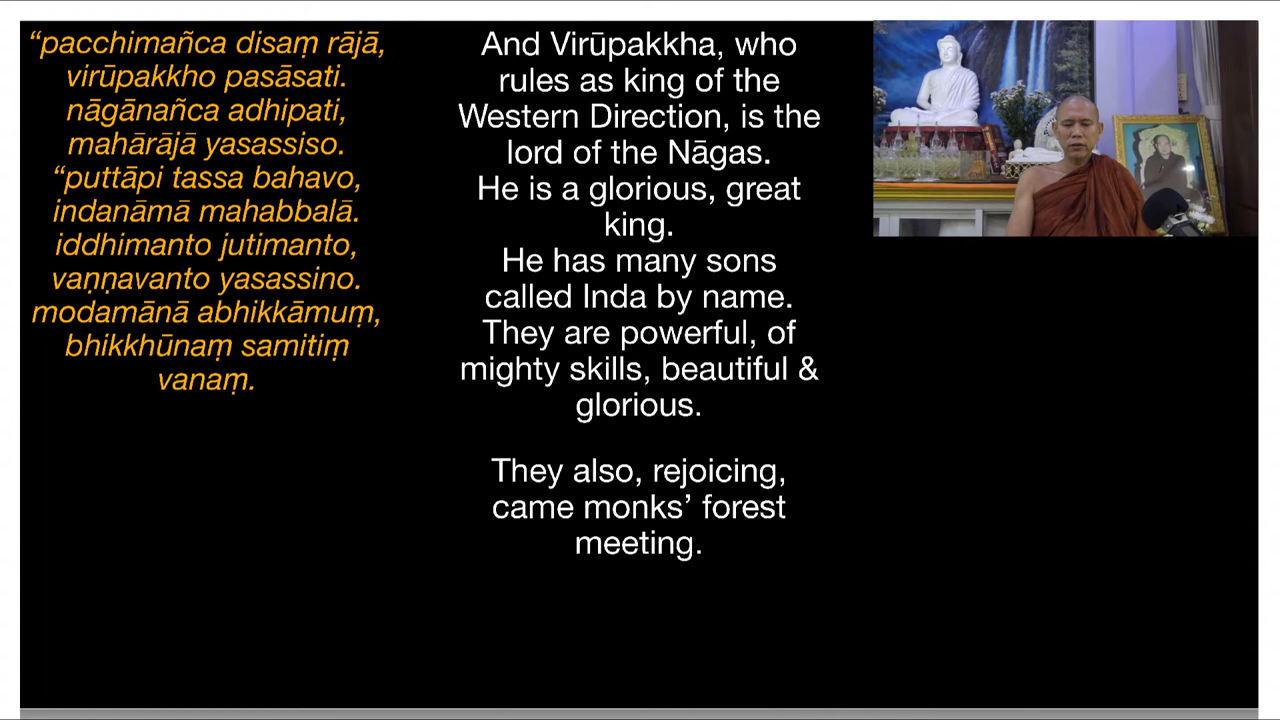 “pacchimañca disaṃ rājā,
virūpakkho pasāsati.
nāgānañca adhipati,
mahārājā yasassiso.
“puttāpi tassa bahavo,
indanāmā mahabbalā.
iddhimanto jutimanto,
vaṇṇavanto yasassino.
modamānā abhikkāmuṃ,
bhikkhūnaṃ samitiṃ
vanaṃ.
And Virūpakkha, who
rules as king of the
Western Direction, is the
lord of the Nāgas.
He is a glorious, great
king.
He has many sons
called Inda by name.
They are powerful, of
mighty skills, beautiful &
glorious.
They also, rejoicing,
came monks’ forest
meeting.